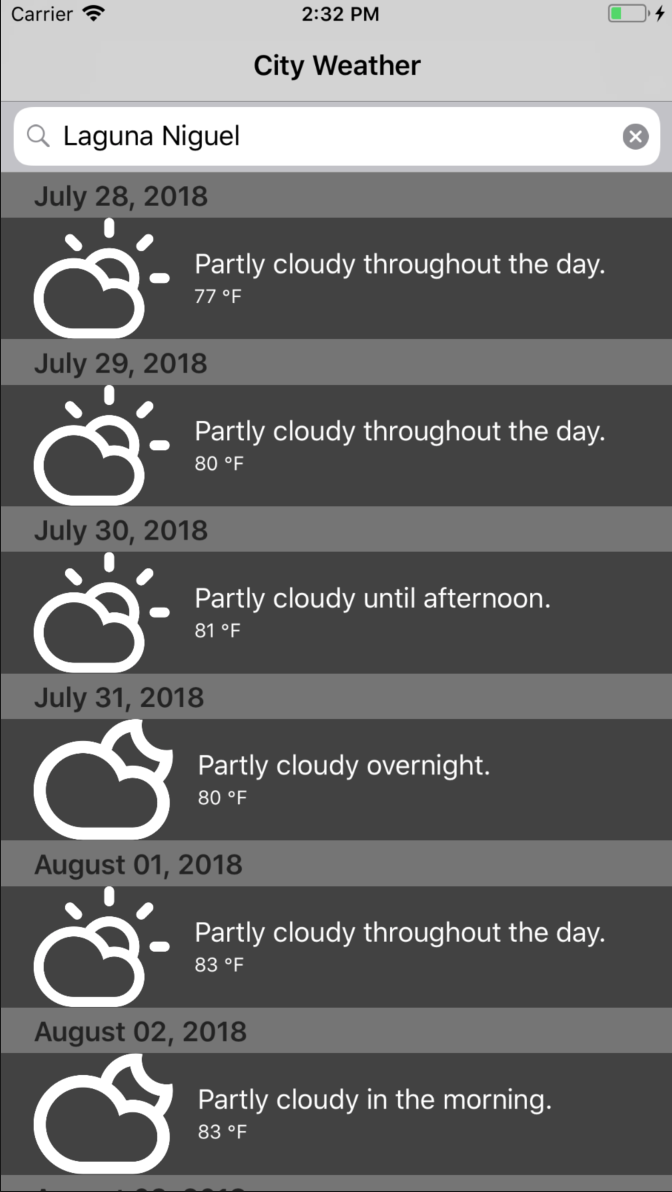 Carrier 2:32 PM
City Weather
Laguna Niguel
July 28, 2018
Partly cloudy throughout the day.
77 °F
July 29, 2018
Partly cloudy throughout the day.
80 °F
July 30, 2018
Partly cloudy until afternoon.
81 °F
July 31, 2018
Partly cloudy overnight.
80 °F
August 01, 2018
Partly cloudy throughout the day.
83 °F
August 02, 2018
Partly cloudy in the morning.
83 °F